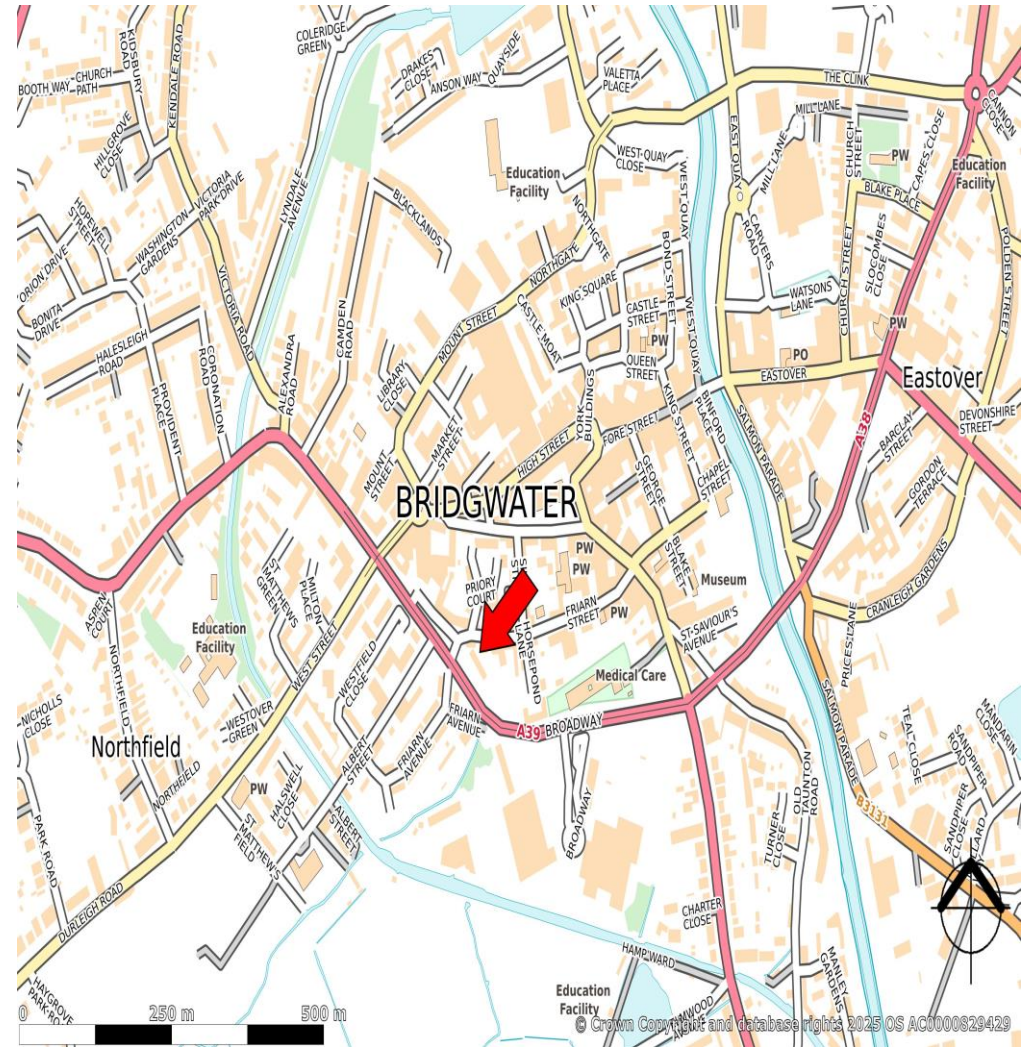 COLERIDGE
GREEN
KIDSBURY
ROAD
KENDALE ROAD
BOOTH WAY
CHURCH
PATH
HILLGROVE
CLOSE
DRAKES
CLOSE
QUAYSIDE
ANSON WAY
VALETTA
PLACE
THE CLINK
CANNON
CLOSE
MILL LANE
CHURCH
STREET
PW
CAPES CLOSE
Education
Facility
EAST QUAY
MILL LANE
WEST QUAY
CLOSE
WEST QUAY
Education
Facility
BLAKE PLACE
LYNDALE
AVENUE
VICTORIA
PARK DRIVE
WASHINGTON
GARDENS
HOPEWELL
STREET
ORION DRIVE
BONITA
DRIVE
BLACKLANDS
NORTHGATE
NORTHGATE
BOND STREET
CARVERS
ROAD
CHURCH STREET
SLOCOMBES
CLOSE
POLDEN STREET
VICTORIA ROAD
KING SQUARE
CASTLE
STREET
WATSONS
LANE
CASTLE MOAT
MOUNT STREET
WEST QUAY
PW
QUEEN
STREET
PW
PO
EASTOVER
Eastover
HALESLEIGH
ROAD
CORONATION
ROAD
ALEXANDRA
ROAD
CAMDEN
ROAD
LIBRARY
CLOSE
PROVIDENT
PLACE
MARKET
STREET
YORK
BUILDINGS
KING STREET
BINFORD
PLACE
FORE STREET
HIGH STREET
SALMON PARADE
A38
BARCLAY
STREET
DEVONSHIRE
STREET
GORDON
TERRACE
MOUNT
STREET
GEORGE
STREET
CHAPEL
STREET
BRIDGWATER
ST
MATTHEWS
GREEN
MILTON
PLACE
PW
PW
BLAKE
STREET
Museum
PRIORY
COURT
LANE
HORSEPOND
FRIARN
STREET
PW
ST SAVIOUR'S
AVENUE
CRANLEIGH GARDENS
PRICES LANE
ASPEN
COURT
Education
Facility
WEST STREET
WESTFIELD
CLOSE
NORTHFIELD
Medical Care
FRIARN
AVENUE
A39
BROADWAY
SALMON PARADE
NICHOLLS
CLOSE
Northfield
WESTOVER
GREEN
ALBERT
STREET
FRIARN
AVENUE
TEAL CLOSE
SANDPIPER
ROAD
MANDARIN
CLOSE
NORTHFIELD
PW
HALSWELL
CLOSE
ST
MATTHEW'S
FIELD
ALBERT
STREET
BROADWAY
OLD
TAUNTON
ROAD
TURNER
CLOSE
B3131
SANDPIPER
CLOSE
PARK ROAD
DURLEIGH ROAD
CHARTER
CLOSE
HAMP WARD
MANLEY
GARDENS
HAYGROVE
Education
Facility
0 250 m 500 m
© Crown Copyright and database rights 2025 OS AC0000829429